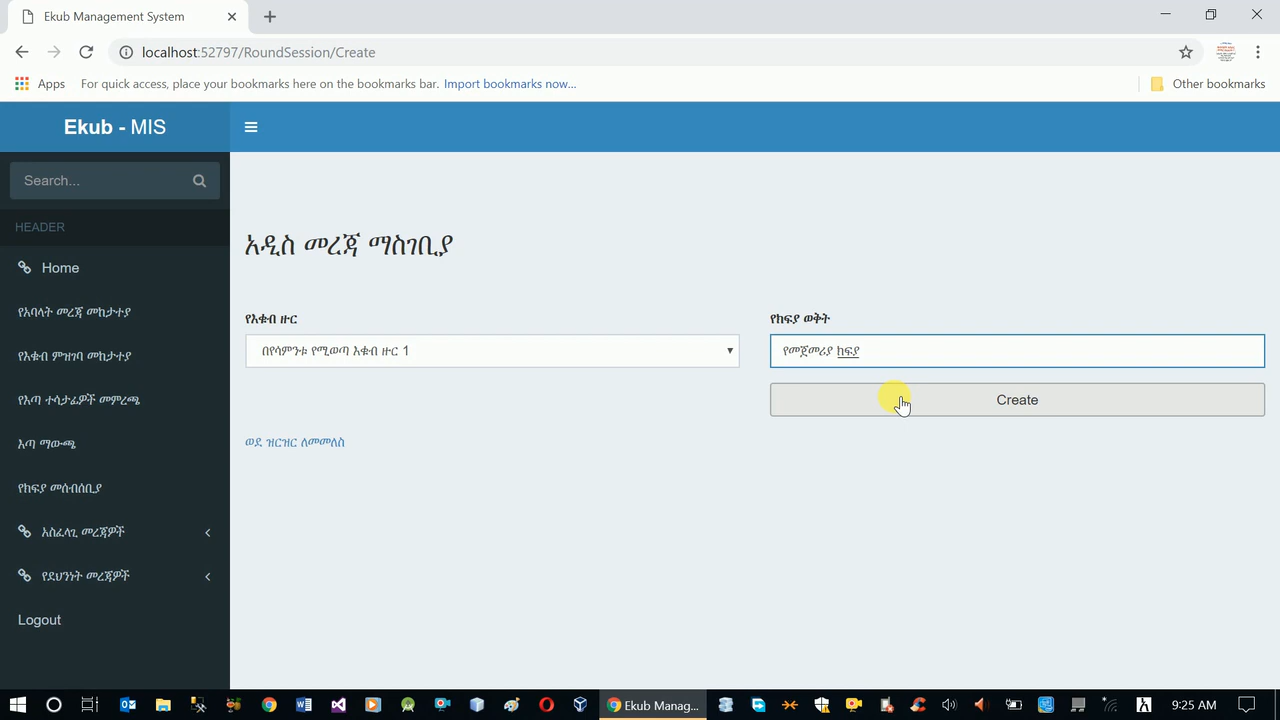 Ekub Management System
localhost:52797/RoundSession/Create
Apps
For quick access, place your bookmarks here on the bookmarks bar. Import bookmarks now...
Other bookmarks
Ekub - MIS
Search...
HEADER
Home
የአባላት መረጃ መከታተያ
የእቁብ ምዝገባ መከታተያ
የእጣ ተሳታፊዎች መምረጫ
እጣ ማውጫ
የከፍያ መሰብሰቢያ
አስፈላጊ መረጃዎች
የደህንነት መረጃዎች
Logout
አዲስ መረጃ ማስገቢያ
የእቁብ ዙር
በየሳምንቱ የሚወጣ እቁብ ዙር 1
የከፍያ ወቅት
የመጀመሪያ ከፍያ
Create
ወደ ዝርዝር ለመመለስ
Ekub Manag...
9:25 AM